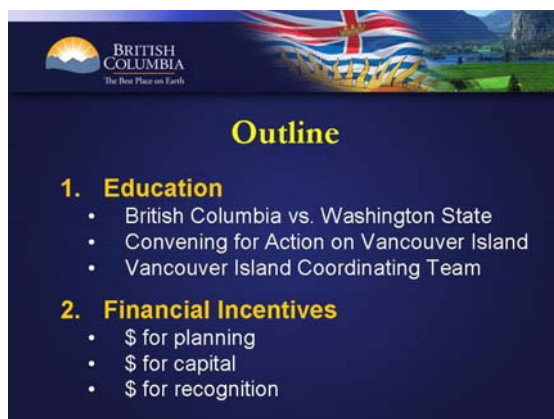 BRITISH
COLUMBIA
The Best Place on Earth
Outline
1. Education
• British Columbia vs. Washington State
• Convening for Action on Vancouver Island
• Vancouver Island Coordinating Team
2. Financial Incentives
• $ for planning
• $ for capital
• $ for recognition